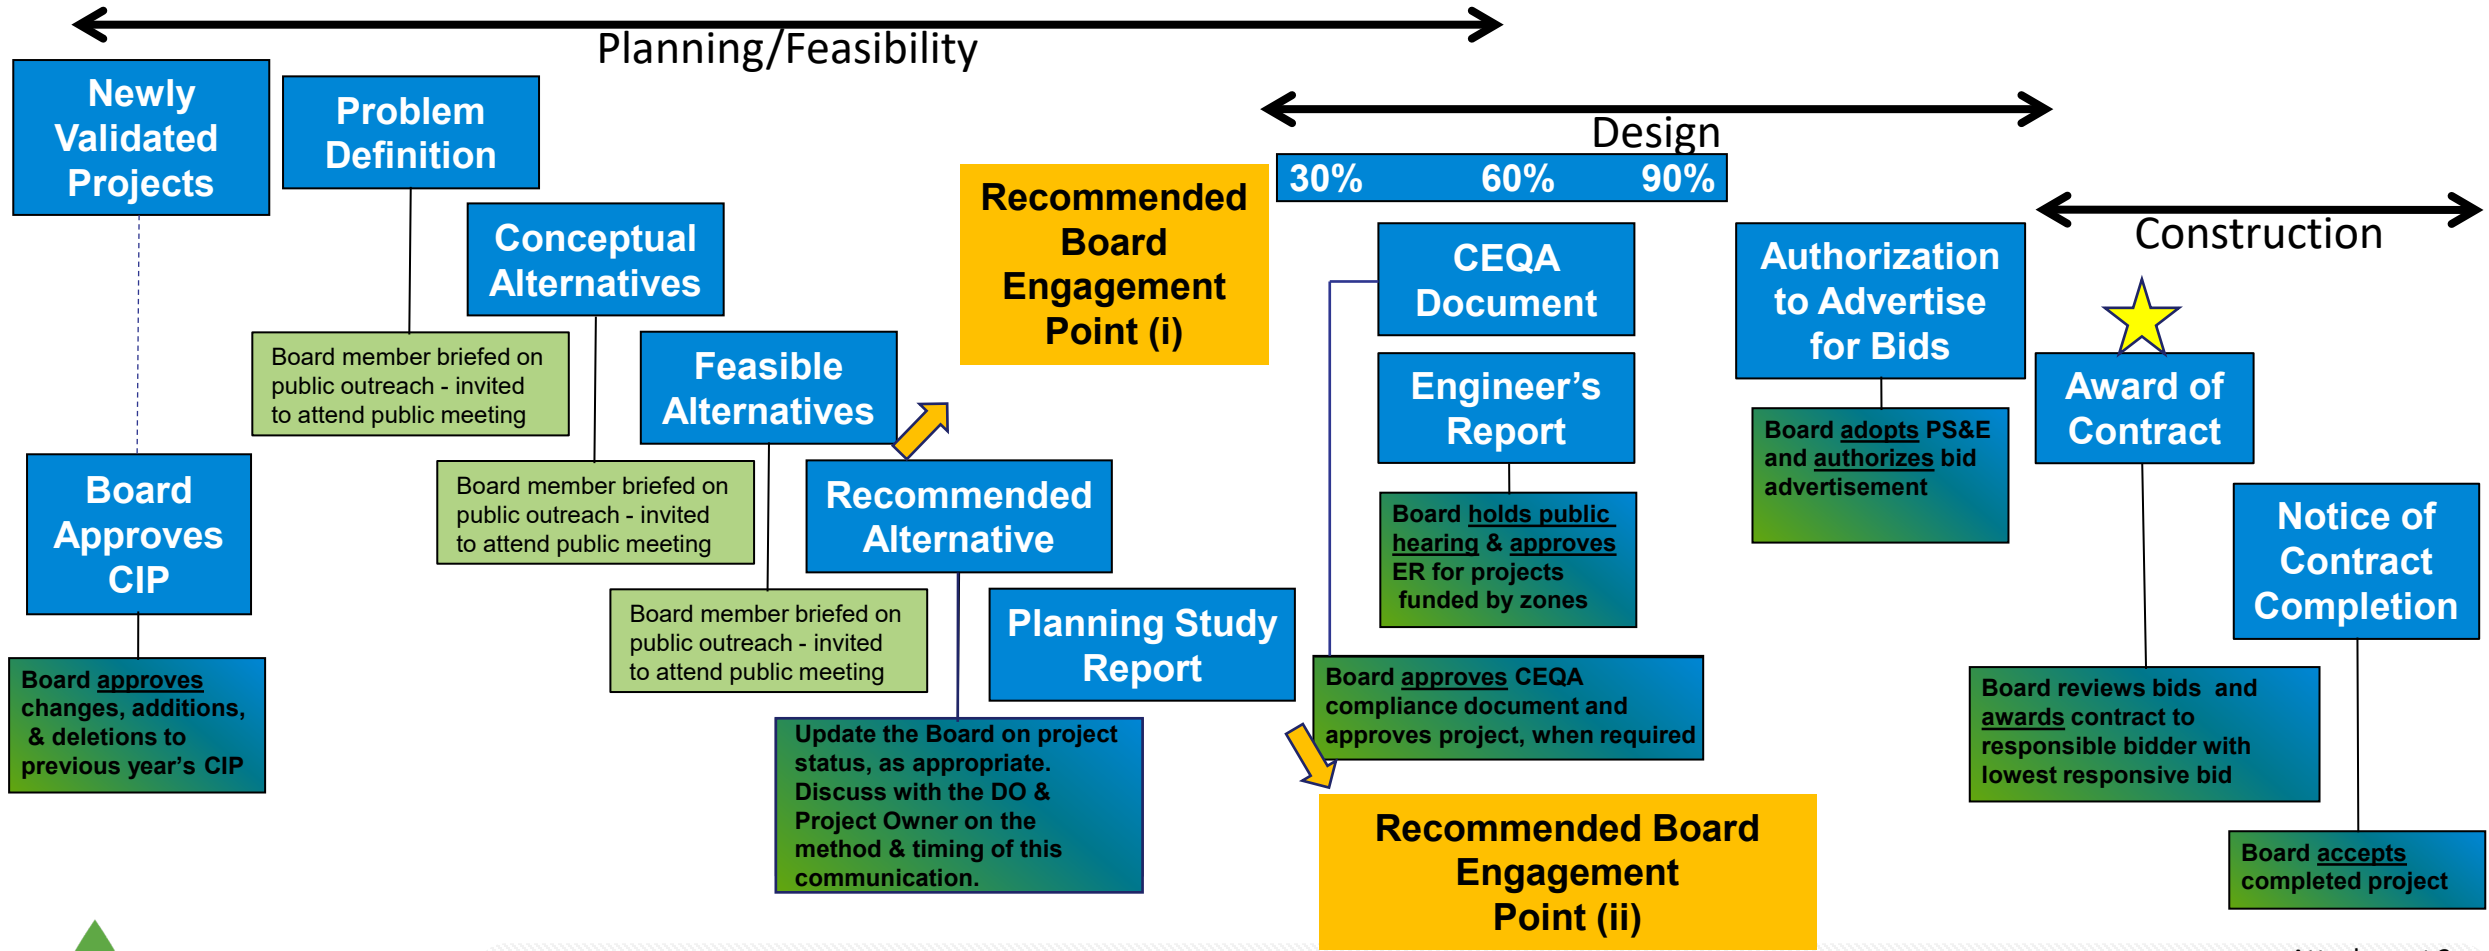 Planning/Feasibility
Newly
Validated
Projects
Problem
Definition
Conceptual
Alternatives
Feasible
Alternatives
Recommended
Alternative
Planning Study
Report
Board
Approves
CIP
Board approves
changes, additions,
& deletions to
previous year's CIP
Board member briefed on
public outreach - invited
to attend public meeting
Board member briefed on
public outreach - invited
to attend public meeting
Board member briefed on
public outreach - invited
to attend public meeting
Update the Board on project
status, as appropriate.
Discuss with the DO &
Project Owner on the
method & timing of this
communication.
Recommended
Board
Engagement
Point (i)
Design
30% 60% 90%
CEQA
Document
Engineer's
Report
Board holds public
hearing & approves
ER for projects
funded by zones
Board approves CEQA
compliance document and
approves project, when required
Recommended Board
Engagement
Point (ii)
Authorization
to Advertise
for Bids
Board adopts PS&E
and authorizes bid
advertisement
Construction
Award of
Contract
Board reviews bids and
awards contract to
responsible bidder with
lowest responsive bid
Notice of
Contract
Completion
Board accepts
completed project